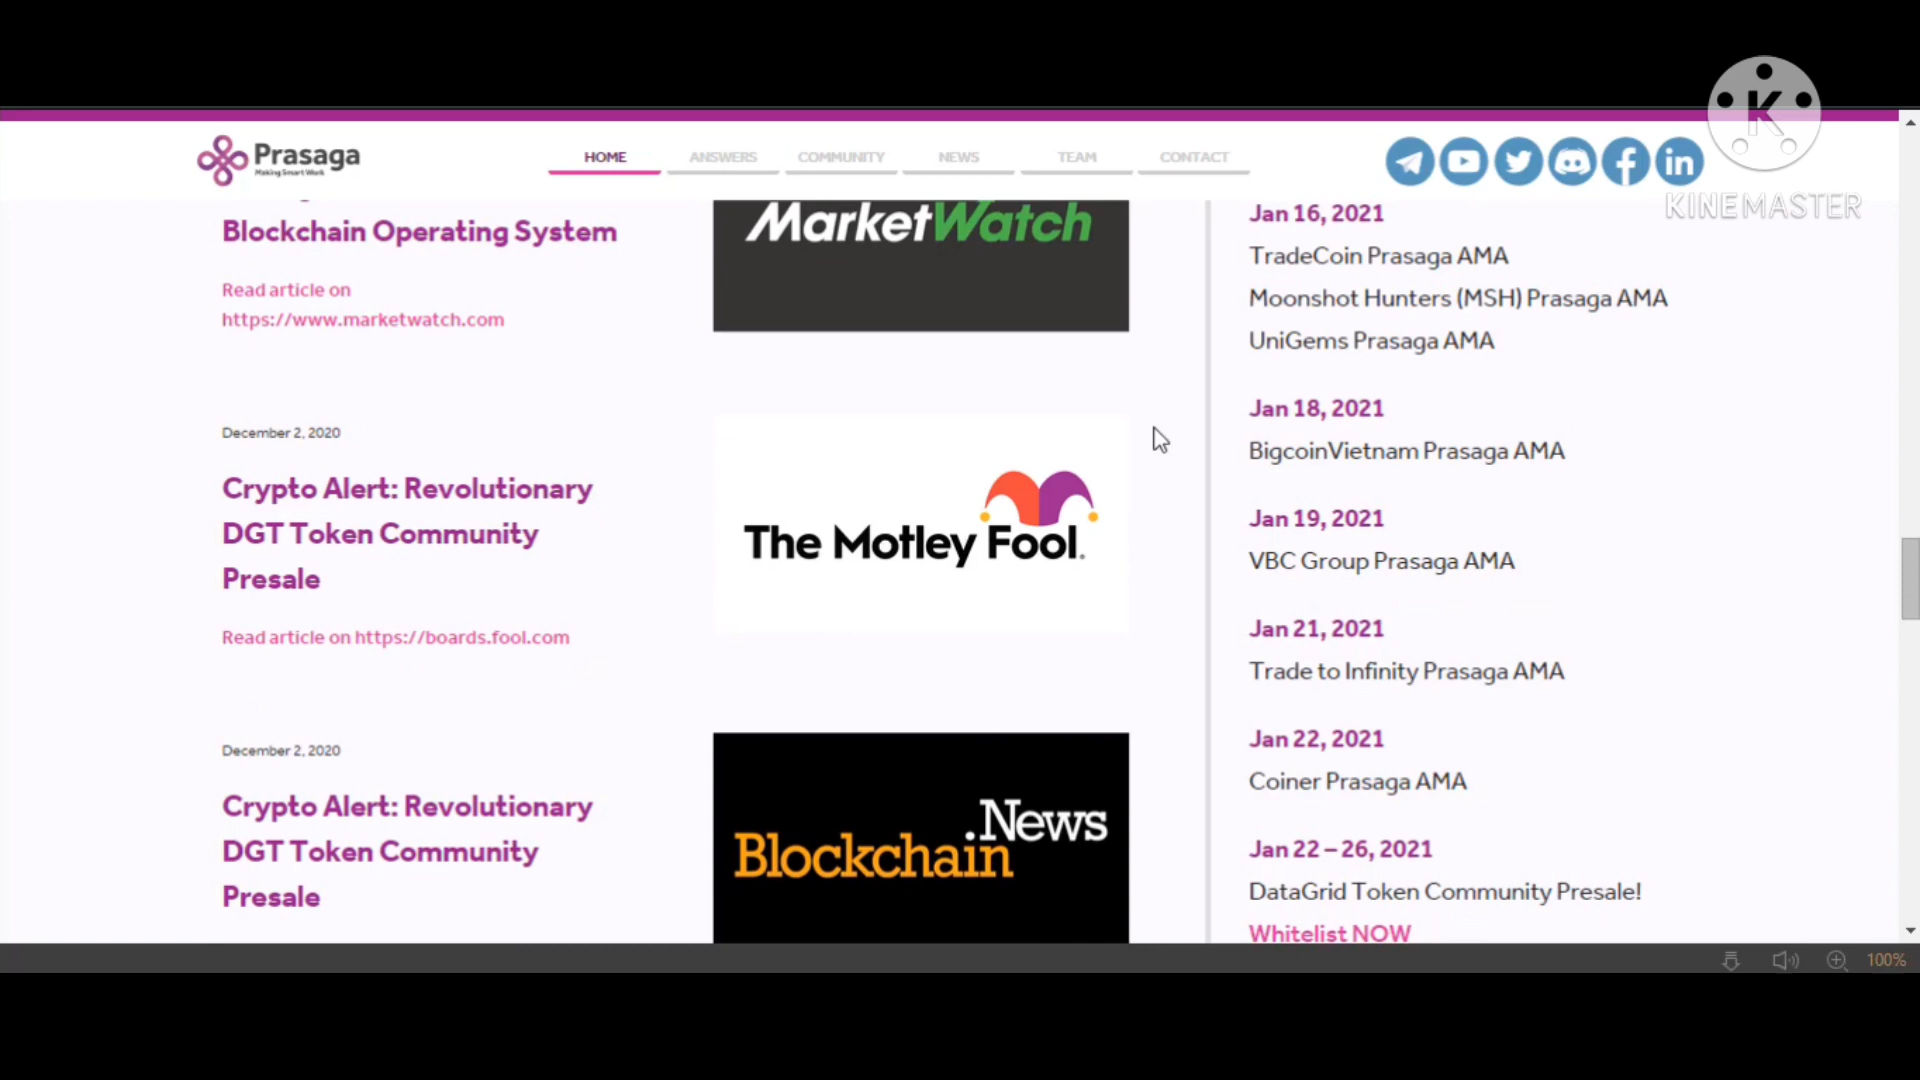 K
KINEMASTER
Prasaga
Making Smart Work
HOME
ANSWERS
COMMUNITY
NEWS
TEAM
CONTACT
Blockchain Operating System
Read article on
https://www.marketwatch.com
MarketWatch
December 2, 2020
Crypto Alert: Revolutionary
DGT Token Community
Presale
Read article on https://boards.fool.com
The Motley Fool.
December 2, 2020
Crypto Alert: Revolutionary
DGT Token Community
Presale
Blockchain.News
Jan 16, 2021
TradeCoin Prasaga AMA
Moonshot Hunters (MSH) Prasaga AMA
UniGems Prasaga AMA
Jan 18, 2021
BigcoinVietnam Prasaga AMA
Jan 19, 2021
VBC Group Prasaga AMA
Jan 21, 2021
Trade to Infinity Prasaga AMA
Jan 22, 2021
Coiner Prasaga AMA
Jan 22 – 26, 2021
DataGrid Token Community Presale!
Whitelist NOW
100%